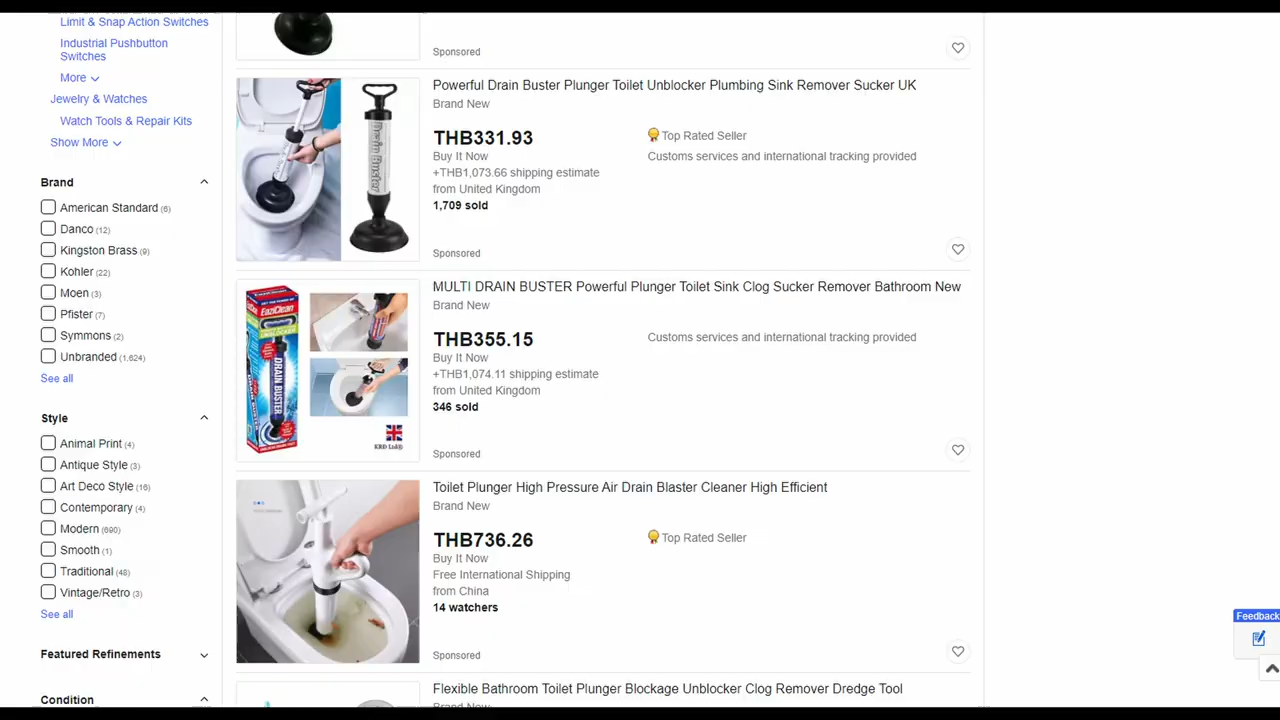 Limit & Snap Action Switches
Industrial Pushbutton
Switches
More
Jewelry & Watches
Watch Tools & Repair Kits
Show More
Brand
American Standard (6)
Danco (12)
Kingston Brass (9)
Kohler (22)
Moen (3)
Pfister (7)
Symmons (2)
Unbranded (1,624)
See all
Style
Animal Print (4)
Antique Style (3)
Art Deco Style (16)
Contemporary (4)
Modern (690)
Smooth (1)
Traditional (48)
Vintage/Retro (3)
See all
Featured Refinements
Condition
Sponsored
Powerful Drain Buster Plunger Toilet Unblocker Plumbing Sink Remover Sucker UK
Brand New
THB331.93
Top Rated Seller
Buy It Now
Customs services and international tracking provided
+THB1,073.66 shipping estimate
from United Kingdom
1,709 sold
Sponsored
Drain Buster
MULTI DRAIN BUSTER Powerful Plunger Toilet Sink Clog Sucker Remover Bathroom New
Brand New
THB355.15
Customs services and international tracking provided
Buy It Now
+THB1,074.11 shipping estimate
from United Kingdom
346 sold
Sponsored
EaziClean
DRAIN BUSTER
KRD Ltd®
Toilet Plunger High Pressure Air Drain Blaster Cleaner High Efficient
Brand New
THB736.26
Top Rated Seller
Buy It Now
Free International Shipping
from China
14 watchers
Sponsored
Flexible Bathroom Toilet Plunger Blockage Unblocker Clog Remover Dredge Tool
Brand New
Feedback